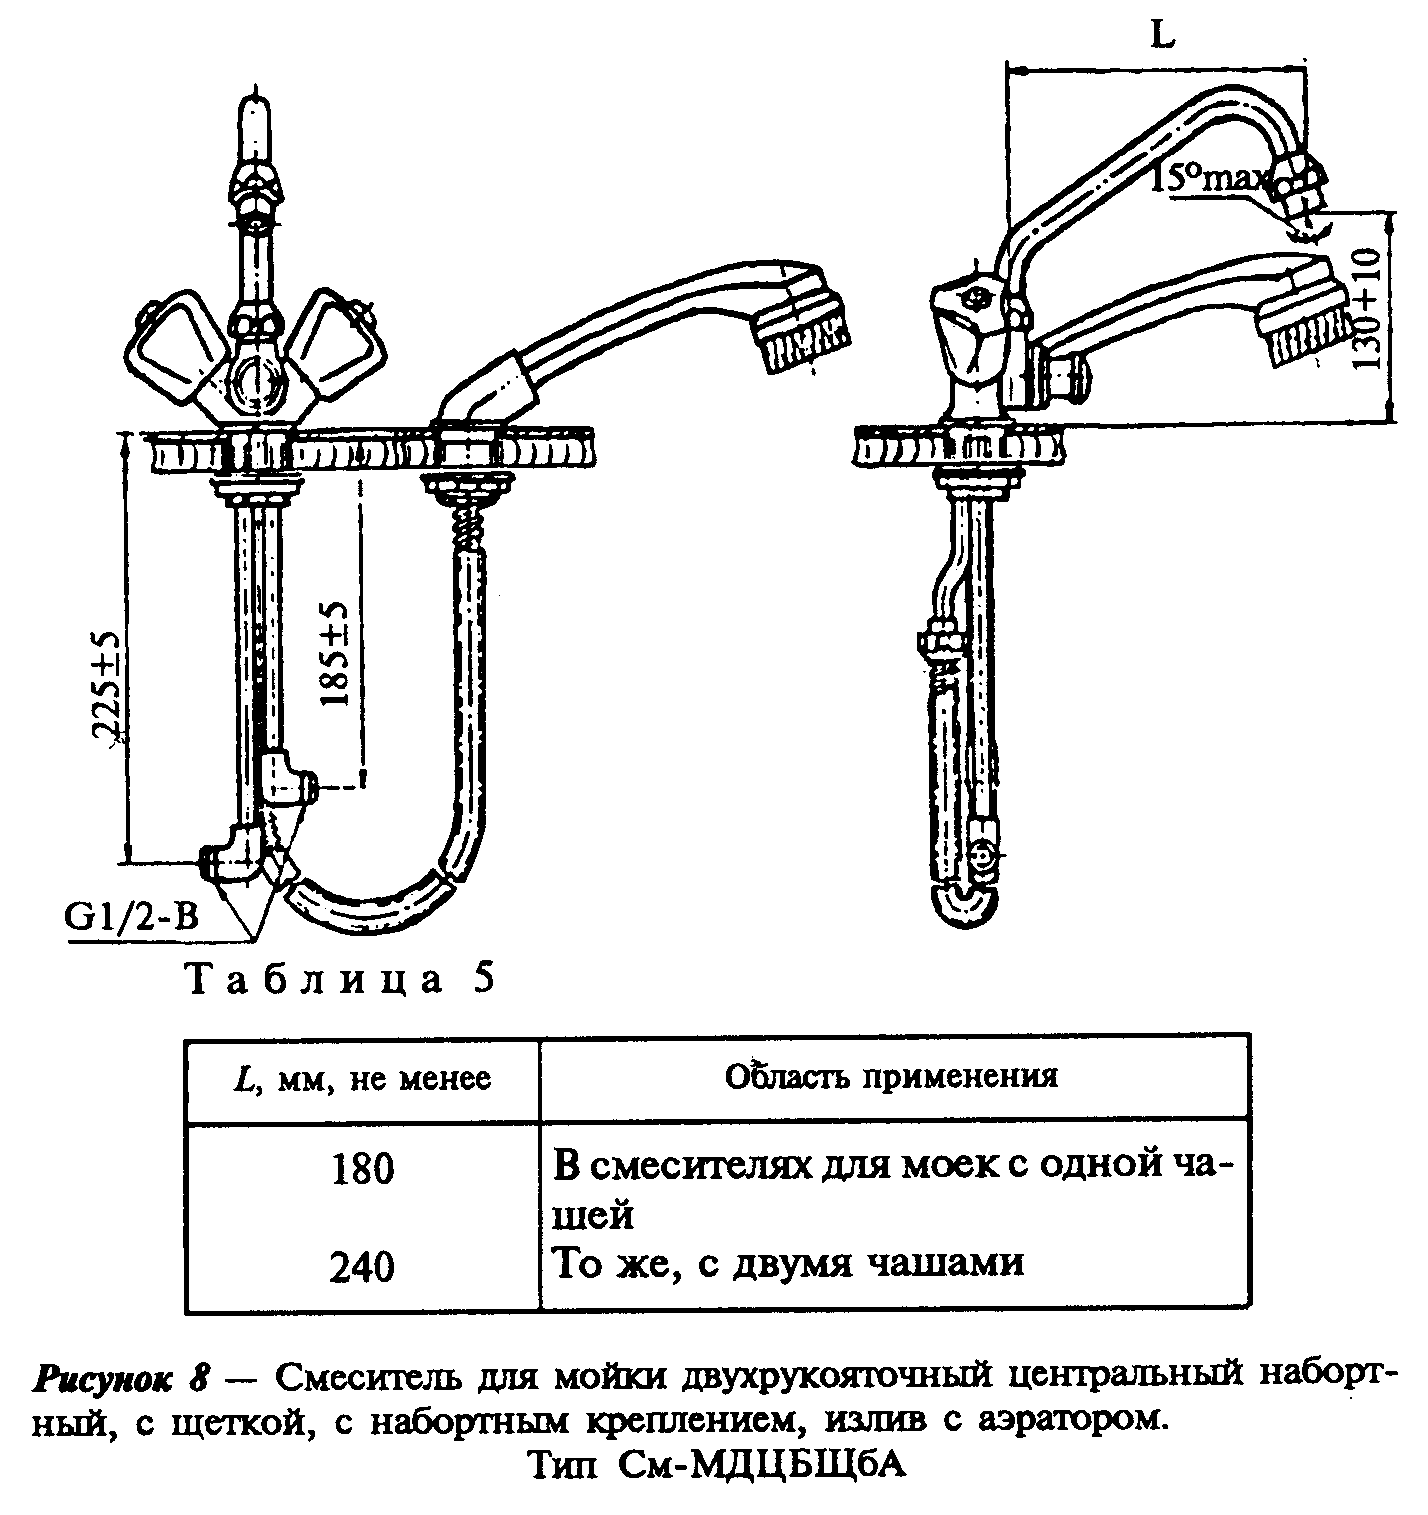 L
15°max
130+10
225±5
185±5
G1/2-B
Таблица 5
L, мм, не менее
Область применения
180
В смесителях для моек с одной ча-
шей
240
То же, с двумя чашами
Рисунок 8 — Смеситель для мойки двухрукояточный центральный наборт-
ный, с щеткой, с набортным креплением, излив с аэратором.
Тип См-МДЦБЩбА